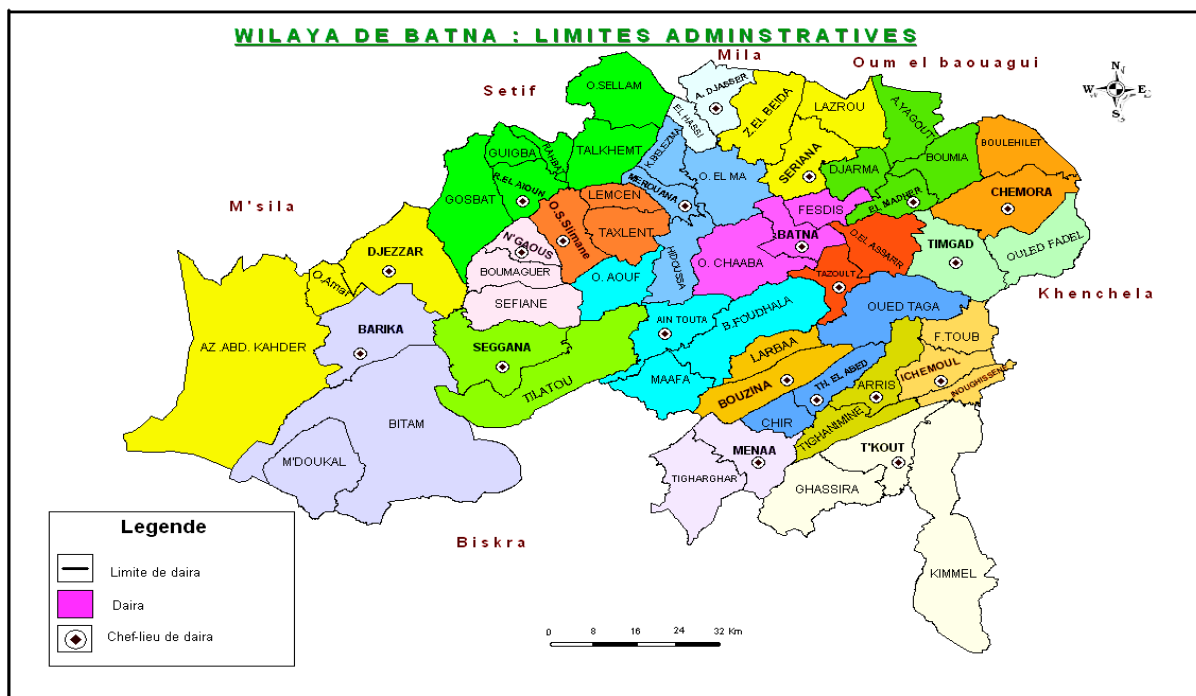 WILAYA DE BATNA : LIMITES ADMINSTRATIVES
Mila
Oum el baouagui
Setif
M'sila
Khenchela
Biskra
N
W
E
S
O.SELLAM
A. DJASSER
EL HASSI
Z.EL BEIDA
LAZROU
A.YAGOUT
GUIGBA
RAHBAT
TALKHEMT
K.BELEZMA
SERIANA
DJARMA
BOUMIA
BOULEHILET
GOSBAT
R.EL AIOUN
LEMCEN
MEROUANA
O. EL MA
EL MADHER
CHEMORA
O.S.Slimane
TAXLENT
FESDIS
BATNA
D.EL ASSARR
TIMGAD
OULED FADEL
DJEZZAR
N'GAOUS
BOUMAGUER
O. AOUF
HIDOUSSA
O. CHAABA
TAZOULT
O.Amar
SEFIANE
OUED TAGA
BARIKA
AIN TOUTA
B.FOUDHALA
F.TOUB
AZ.ABD. KAHDER
SEGGANA
LARBAA
ICHEMOUL
INOUGHISSENE
TILATOU
MAAFA
BOUZINA
TH. EL ABED
ARRIS
BITAM
CHIR
TIGHANIMINE
M'DOUKAL
MENAA
T'KOUT
TIGHARGHAR
GHASSIRA
KIMMEL
Legende
Limite de daira
Daira
Chef-lieu de daira
0 8 16 24 32 Km